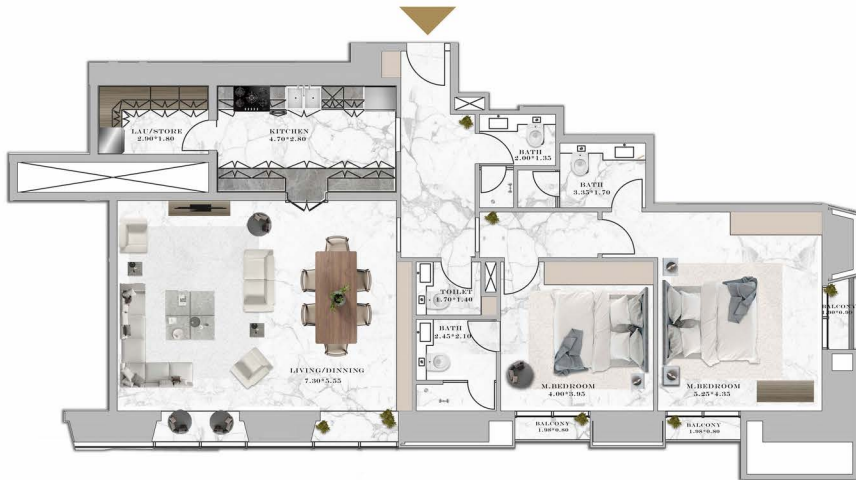 LAU/STORE
2.90*1.80
KITCHEN
4.70*2.80
BATH
2.00*1.35
BATH
3.35*1.70
TOILET
1.70*1.40
BATH
2.45*2.10
LIVING/DINNING
7.30*5.55
M.BEDROOM
4.00*3.95
M.BEDROOM
5.25*4.35
BALCONY
BALCONY
1.98*0.80
BALCONY
1.98*0.80